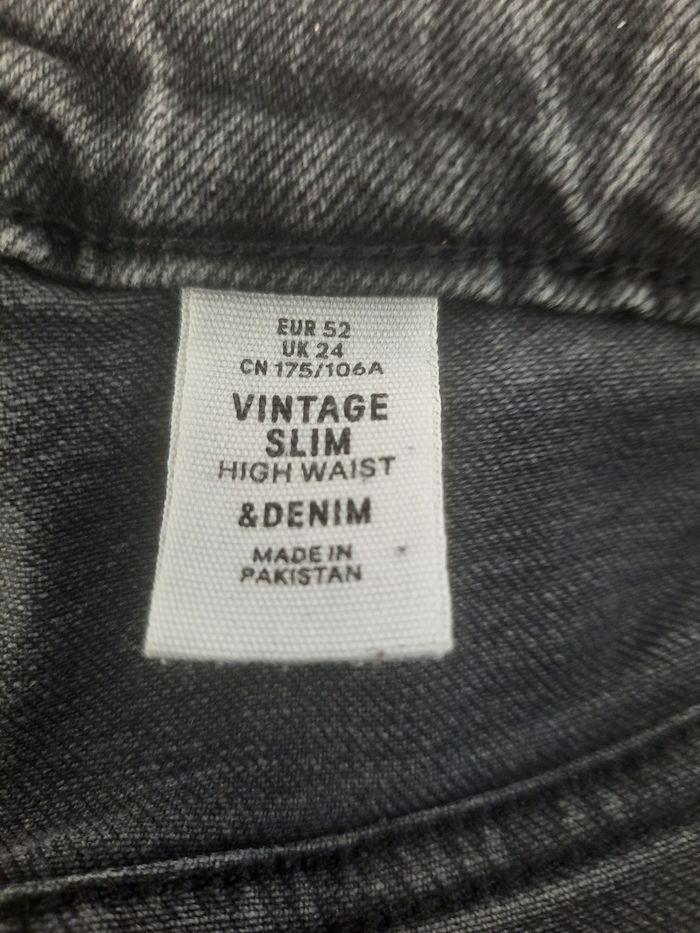 EUR 52
UK 24
CN 175/106A
VINTAGE
SLIM
HIGH WAIST
&DENIM
MADE IN
PAKISTAN